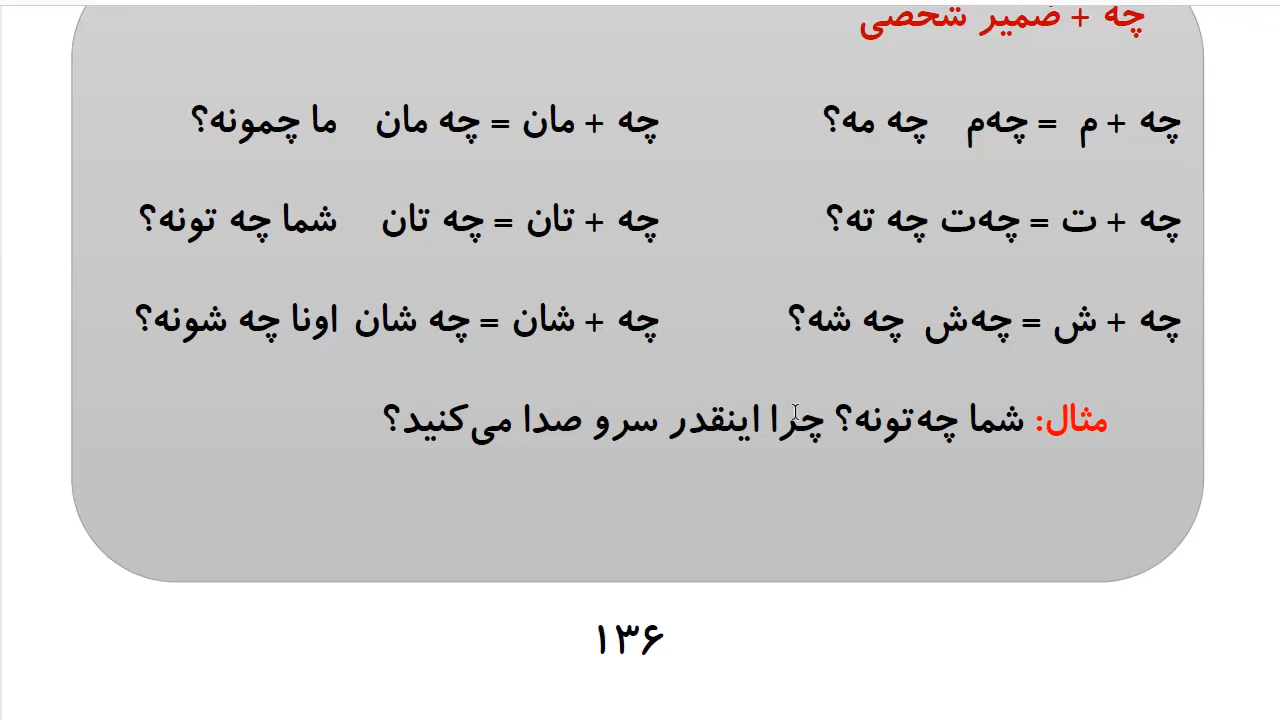 چه + ضمیر شخصی
چه + م = چه‌م چه مه؟ چه + مان = چه مان ما چمونه؟
چه + ت = چه‌ت چه ته؟ چه + تان = چه تان شما چه تونه؟
چه + ش = چه‌ش چه شه؟ چه + شان = چه شان اونا چه شونه؟
مثال: شما چه‌تونه؟ چرا اینقدر سرو صدا می‌کنید؟
۱۳۶